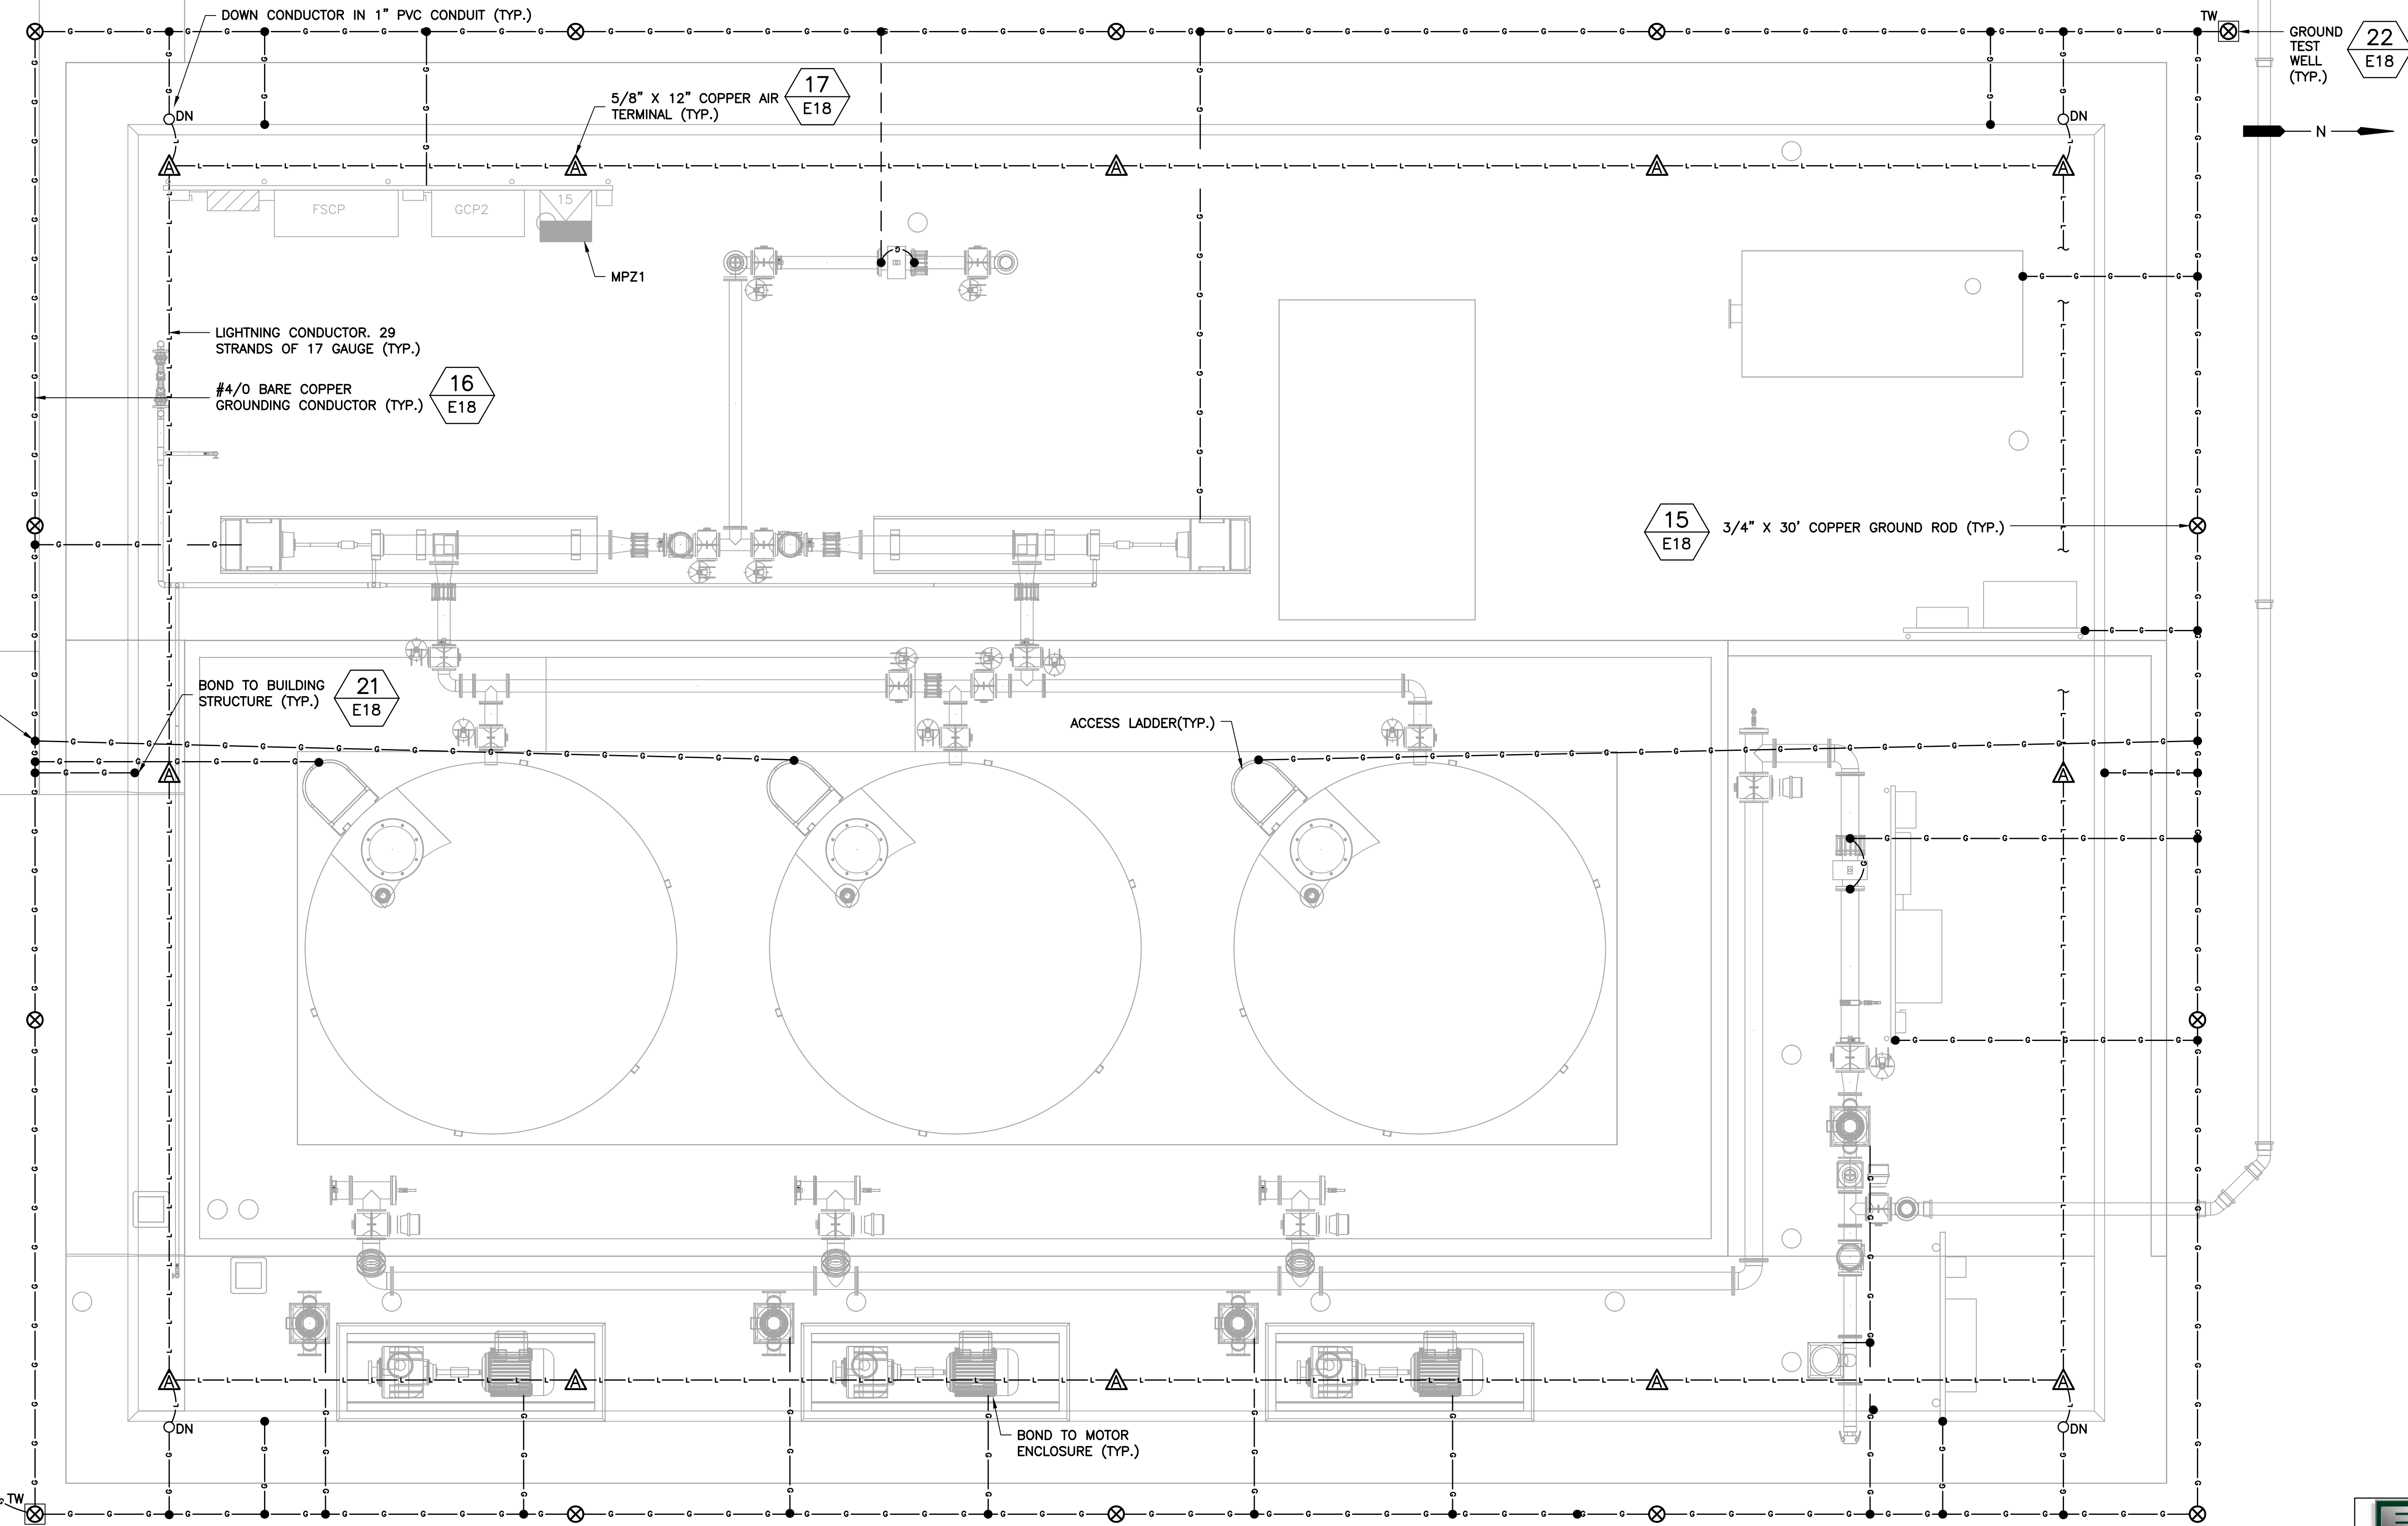 DOWN CONDUCTOR IN 1" PVC CONDUIT (TYP.)
TW
GROUND
TEST
WELL
(TYP.)
22
E18
DN
5/8" X 12" COPPER AIR
TERMINAL (TYP.)
17
E18
DN
N
FSCP
GCP2
15
MPZ1
LIGHTNING CONDUCTOR. 29
STRANDS OF 17 GAUGE (TYP.)
#4/0 BARE COPPER
GROUNDING CONDUCTOR (TYP.)
16
E18
15
E18
3/4" X 30' COPPER GROUND ROD (TYP.)
BOND TO BUILDING
STRUCTURE (TYP.)
21
E18
ACCESS LADDER(TYP.)
DN
BOND TO MOTOR
ENCLOSURE (TYP.)
DN
TW